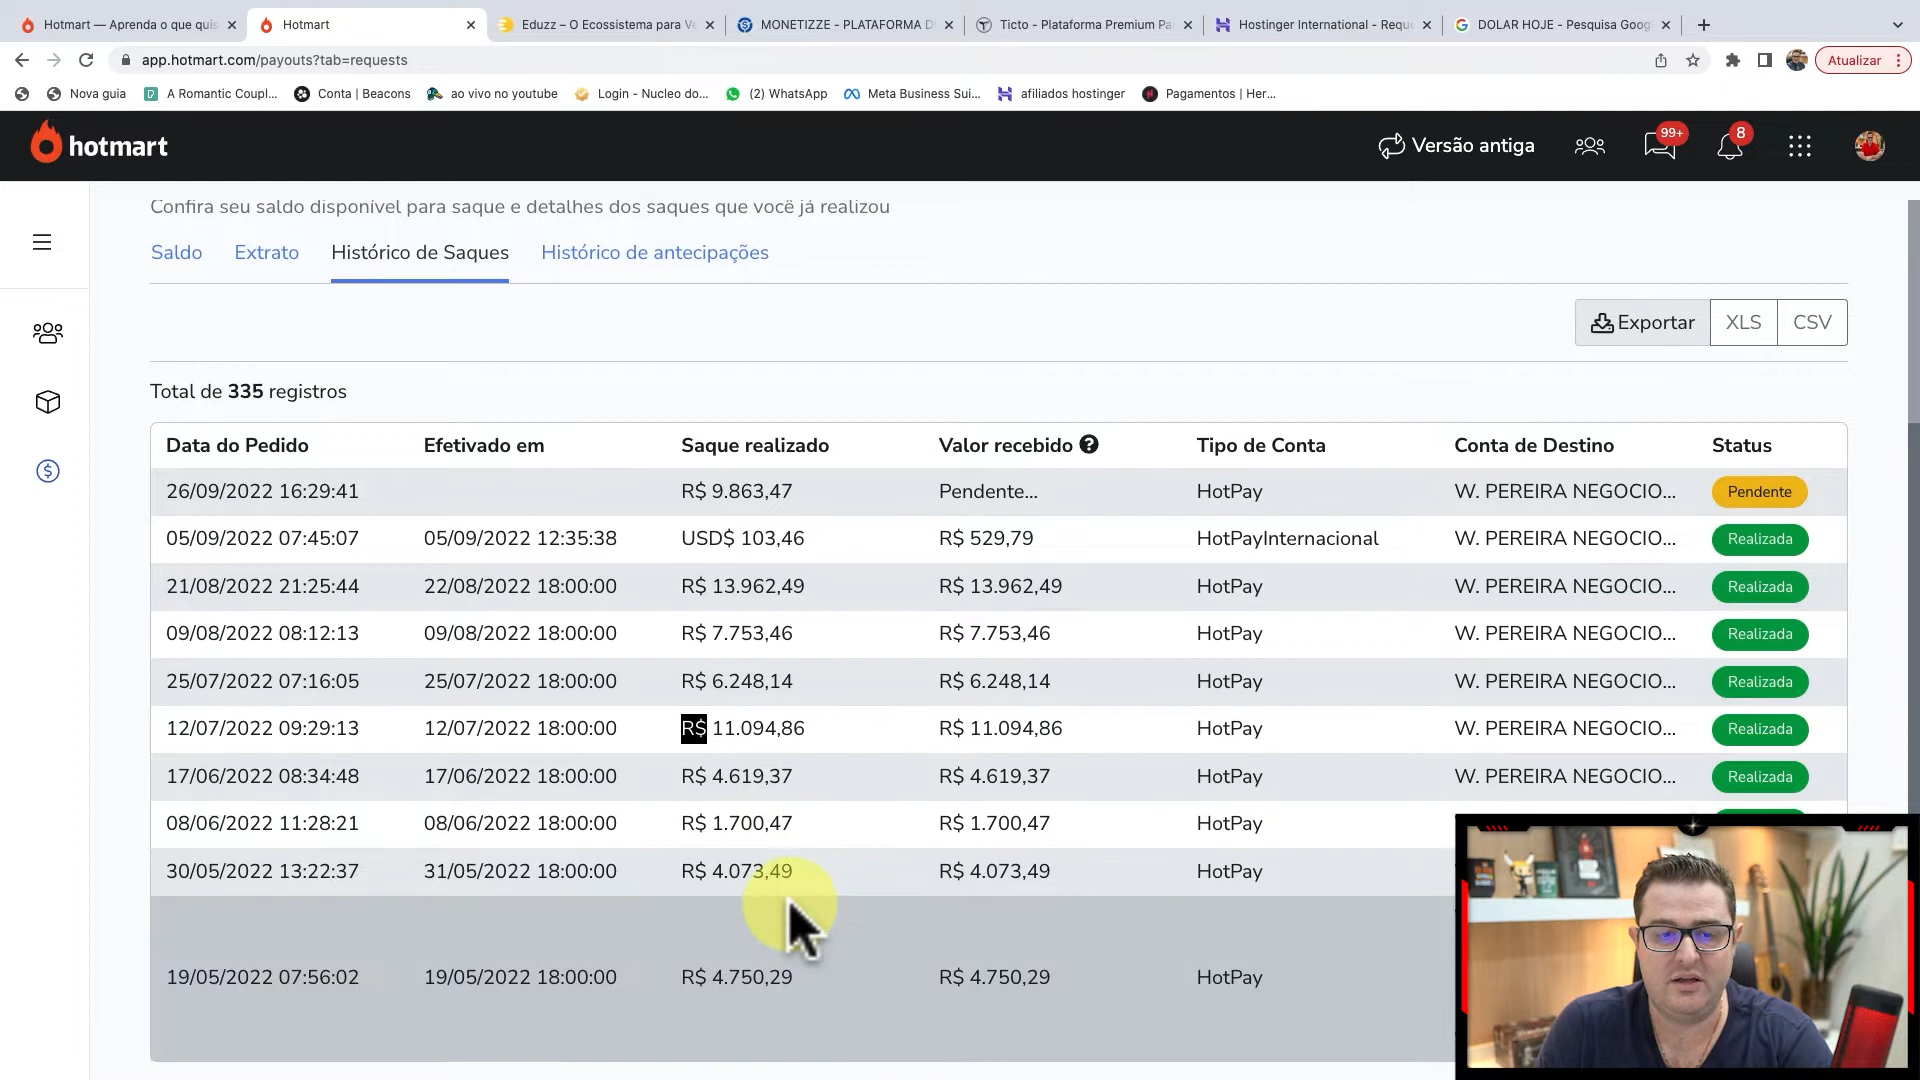 Hotmart — Aprenda o que quis
Hotmart
Eduzz – O Ecossistema para Ve
MONETIZZE - PLATAFORMA D
Ticto - Plataforma Premium Pa
Hostinger International - Reque
DOLAR HOJE - Pesquisa Goog
app.hotmart.com/payouts?tab=requests
Atualizar
Nova guia
A Romantic Coupl...
Conta | Beacons
ao vivo no youtube
Login - Nucleo do...
(2) WhatsApp
Meta Business Sui...
afiliados hostinger
Pagamentos | Her...
hotmart
Versão antiga
99+
8
Confira seu saldo disponível para saque e detalhes dos saques que você já realizou
Saldo Extrato Histórico de Saques Histórico de antecipações
Exportar XLS CSV
Total de 335 registros
Data do Pedido Efetivado em Saque realizado Valor recebido ? Tipo de Conta Conta de Destino Status
26/09/2022 16:29:41 R$ 9.863,47 Pendente... HotPay W. PEREIRA NEGOCIO... Pendente
05/09/2022 07:45:07 05/09/2022 12:35:38 USD$ 103,46 R$ 529,79 HotPayInternacional W. PEREIRA NEGOCIO... Realizada
21/08/2022 21:25:44 22/08/2022 18:00:00 R$ 13.962,49 R$ 13.962,49 HotPay W. PEREIRA NEGOCIO... Realizada
09/08/2022 08:12:13 09/08/2022 18:00:00 R$ 7.753,46 R$ 7.753,46 HotPay W. PEREIRA NEGOCIO... Realizada
25/07/2022 07:16:05 25/07/2022 18:00:00 R$ 6.248,14 R$ 6.248,14 HotPay W. PEREIRA NEGOCIO... Realizada
12/07/2022 09:29:13 12/07/2022 18:00:00 R$ 11.094,86 R$ 11.094,86 HotPay W. PEREIRA NEGOCIO... Realizada
17/06/2022 08:34:48 17/06/2022 18:00:00 R$ 4.619,37 R$ 4.619,37 HotPay W. PEREIRA NEGOCIO... Realizada
08/06/2022 11:28:21 08/06/2022 18:00:00 R$ 1.700,47 R$ 1.700,47 HotPay
30/05/2022 13:22:37 31/05/2022 18:00:00 R$ 4.073,49 R$ 4.073,49 HotPay
19/05/2022 07:56:02 19/05/2022 18:00:00 R$ 4.750,29 R$ 4.750,29 HotPay